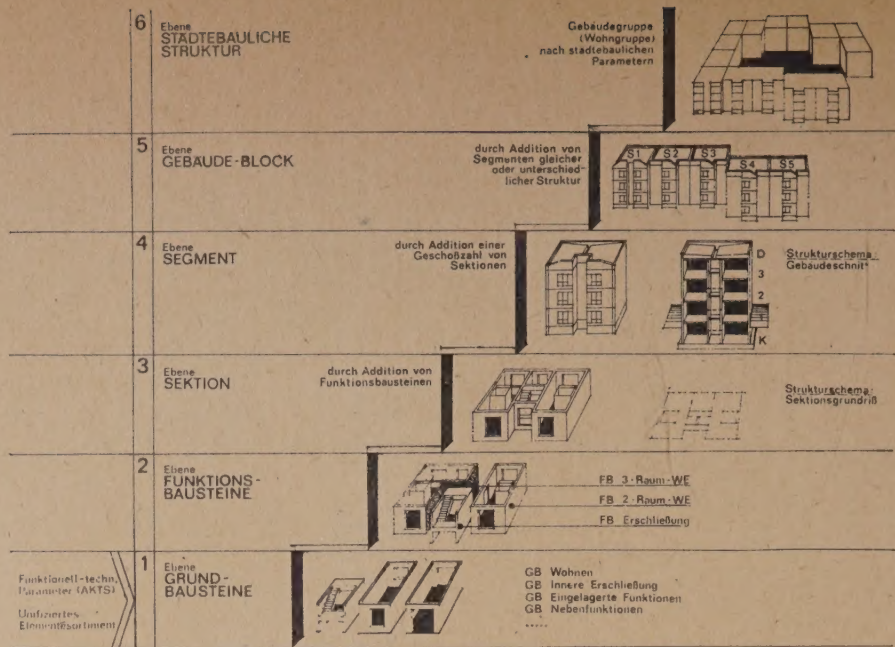 6
Ebene
STÄDTEBAULICHE
STRUKTUR
Gebäudegruppe
(Wohngruppe)
nach städtebaulichen
Parametern
5
Ebene
GEBÄUDE-BLOCK
durch Addition von
Segmenten gleicher
oder unterschied-
licher Struktur
S1 S2 S3
S4 S5
4
Ebene
SEGMENT
durch Addition einer
Geschoßzahl von
Sektionen
D
3
2
K
Strukturschema:
Gebäudeschnitt
3
Ebene
SEKTION
durch Addition von
Funktionsbausteinen
Strukturschema:
Sektionsgrundriß
2
Ebene
FUNKTIONS-
BAUSTEINE
FB 3-Raum-WE
FB 2-Raum-WE
FB Erschließung
1
Ebene
GRUND-
BAUSTEINE
Funktionell-techn.
Parameter (AKTS)
Unifiziertes
Elementesortiment
GB Wohnen
GB Innere Erschließung
GB Eingelagerte Funktionen
GB Nebenfunktionen
.....